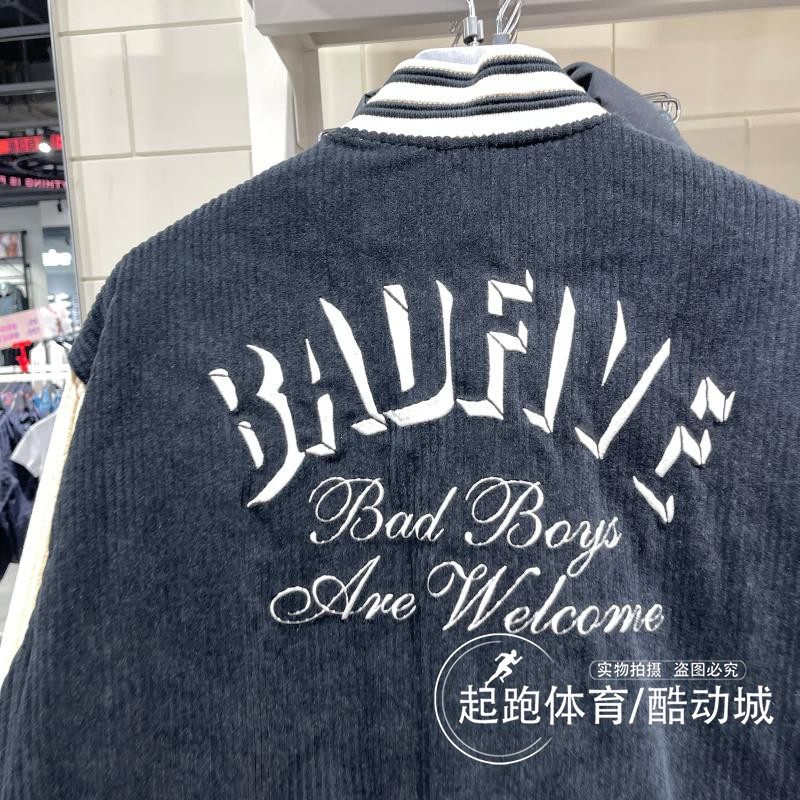 BADFIVE
Bad Boys
Are Welcome
实物拍摄 盗图必究
起跑体育/酷动城